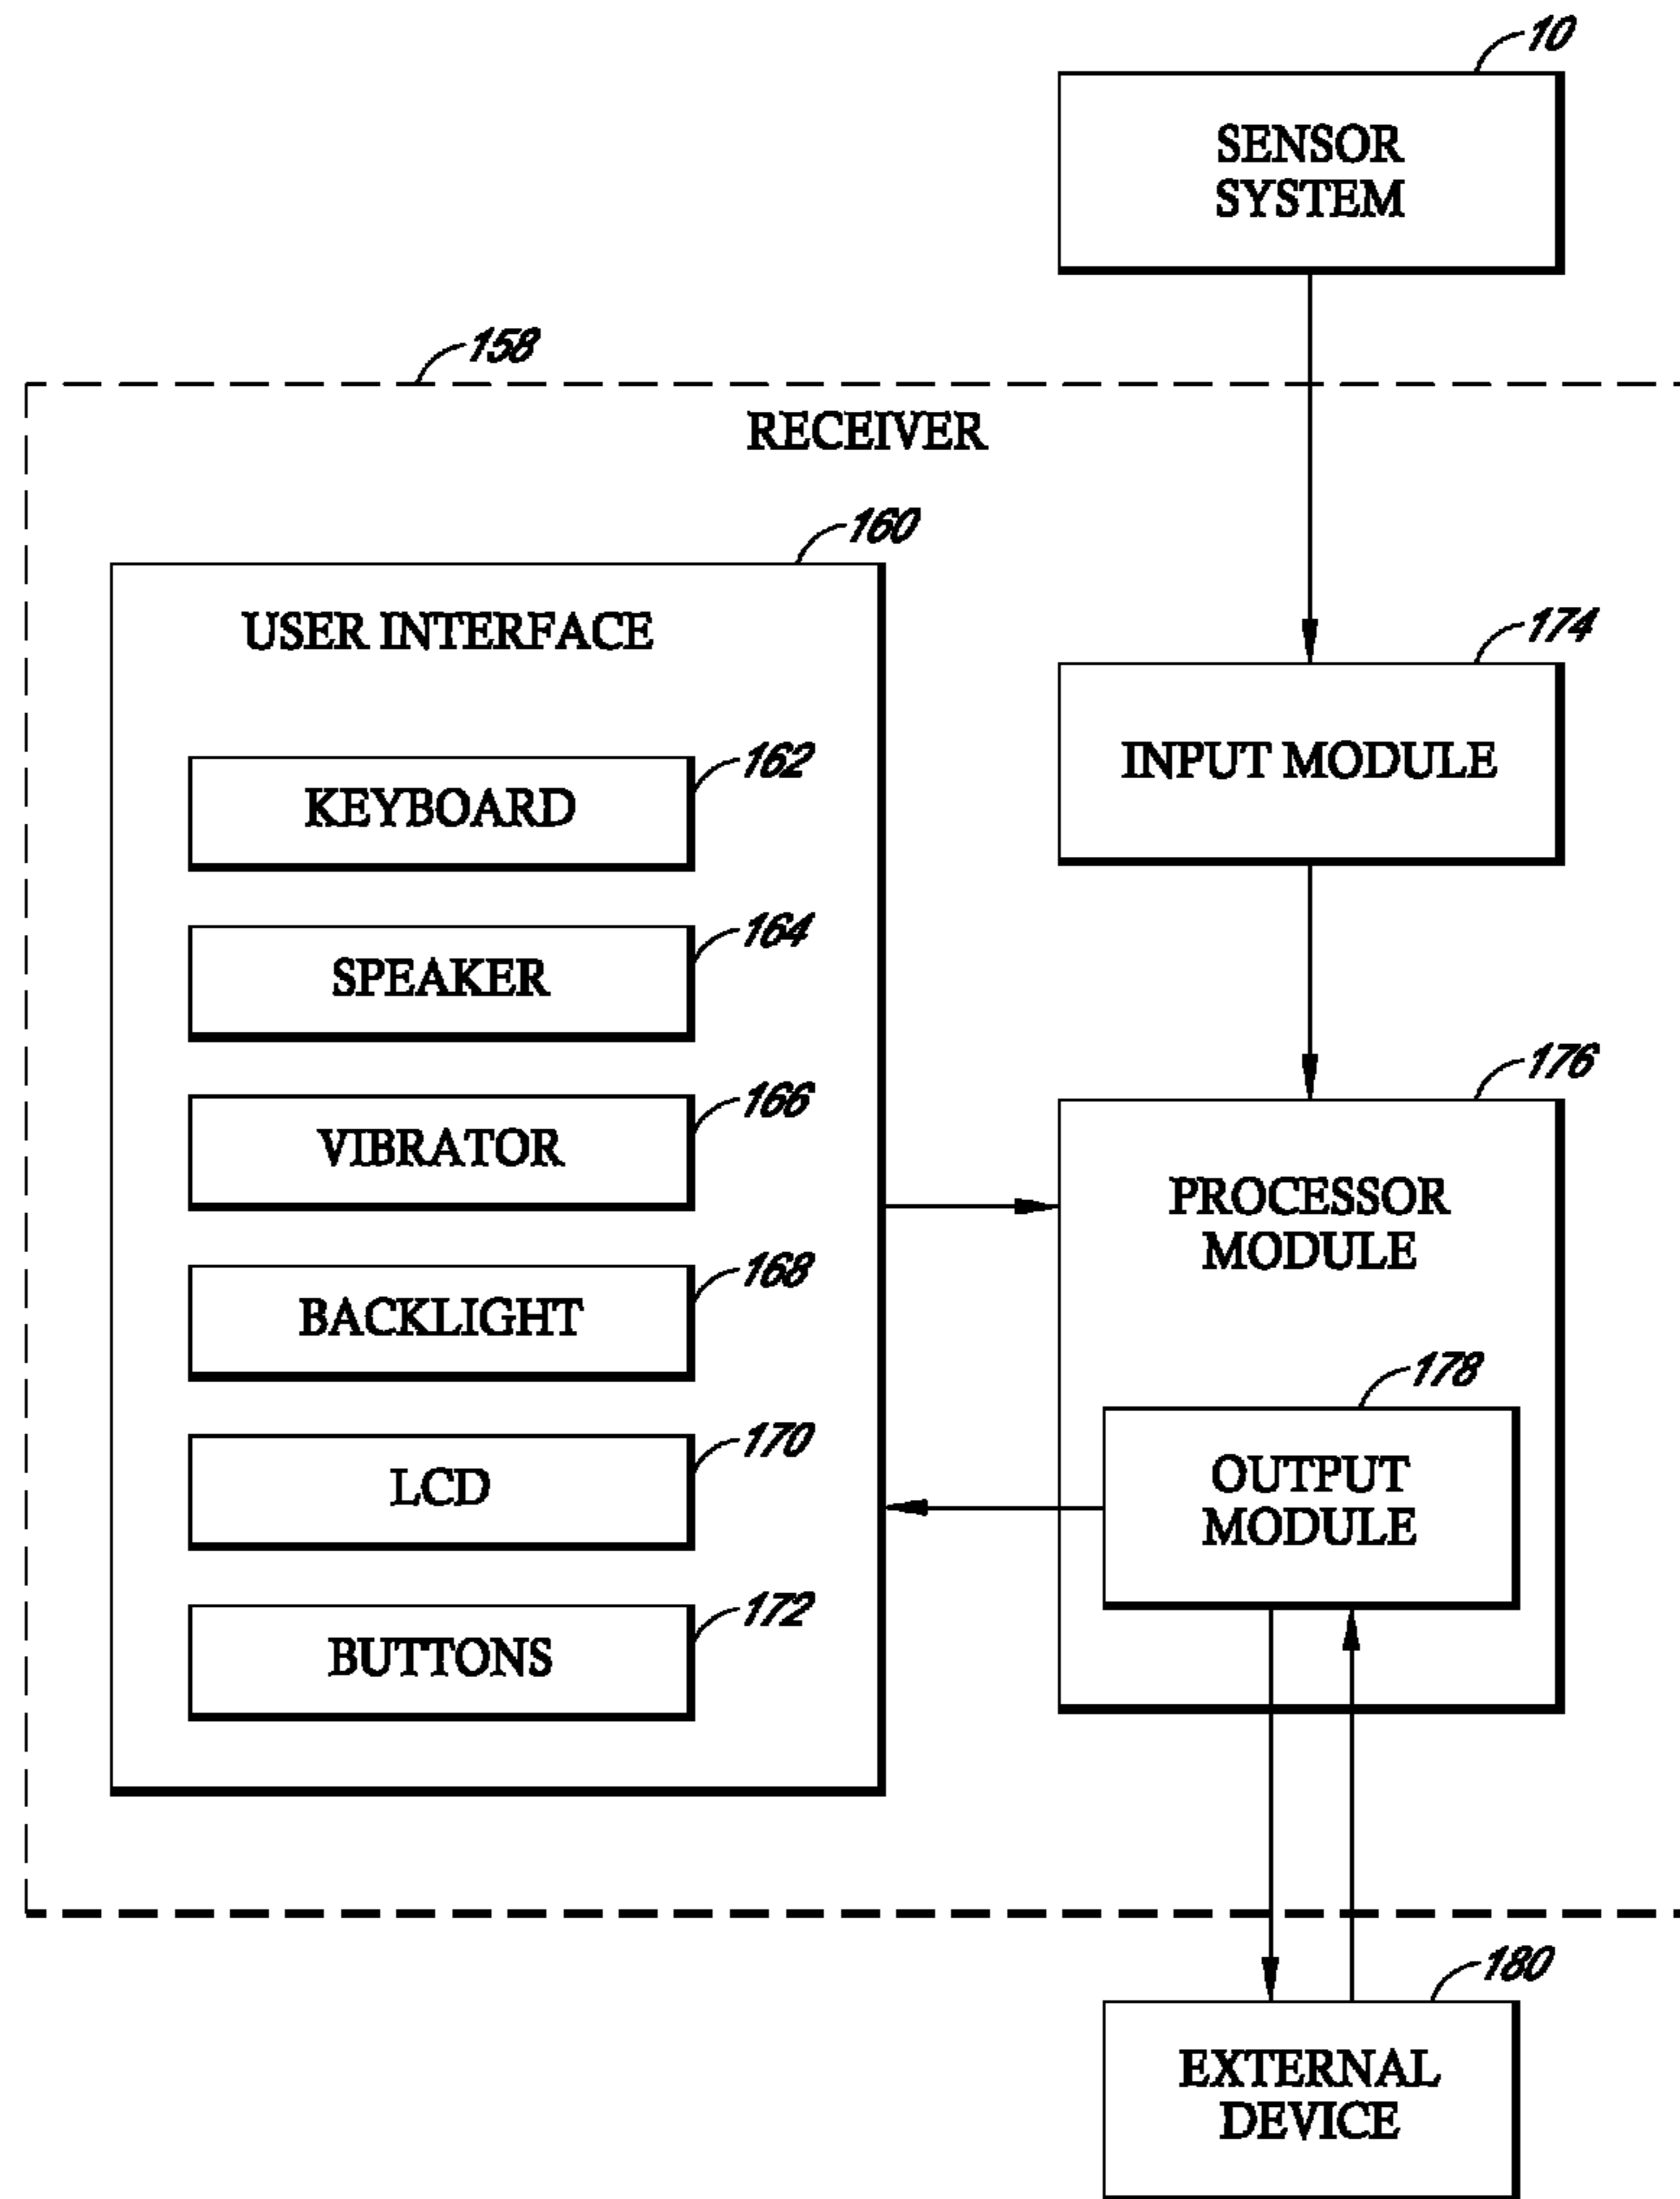 10
SENSOR
SYSTEM
158
RECEIVER
160
USER INTERFACE
174
INPUT MODULE
162
KEYBOARD
164
SPEAKER
166
VIBRATOR
168
BACKLIGHT
170
LCD
172
BUTTONS
176
PROCESSOR
MODULE
178
OUTPUT
MODULE
180
EXTERNAL
DEVICE